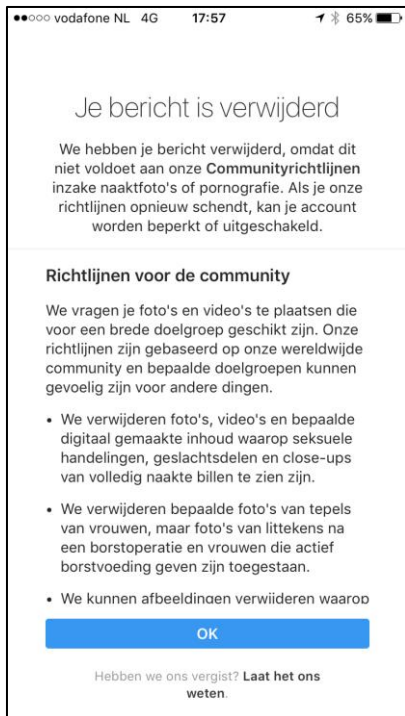 vodafone NL 4G 17:57 65%
Je bericht is verwijderd
We hebben je bericht verwijderd, omdat dit
niet voldoet aan onze Communityrichtlijnen
inzake naaktfoto's of pornografie. Als je onze
richtlijnen opnieuw schendt, kan je account
worden beperkt of uitgeschakeld.
Richtlijnen voor de community
We vragen je foto's en video's te plaatsen die
voor een brede doelgroep geschikt zijn. Onze
richtlijnen zijn gebaseerd op onze wereldwijde
community en bepaalde doelgroepen kunnen
gevoelig zijn voor andere dingen.
• We verwijderen foto's, video's en bepaalde
digitaal gemaakte inhoud waarop seksuele
handelingen, geslachtsdelen en close-ups
van volledig naakte billen te zien zijn.
• We verwijderen bepaalde foto's van tepels
van vrouwen, maar foto's van littekens na
een borstoperatie en vrouwen die actief
borstvoeding geven zijn toegestaan.
• We kunnen afbeeldingen verwijderen waarop
OK
Hebben we ons vergist? Laat het ons
weten.